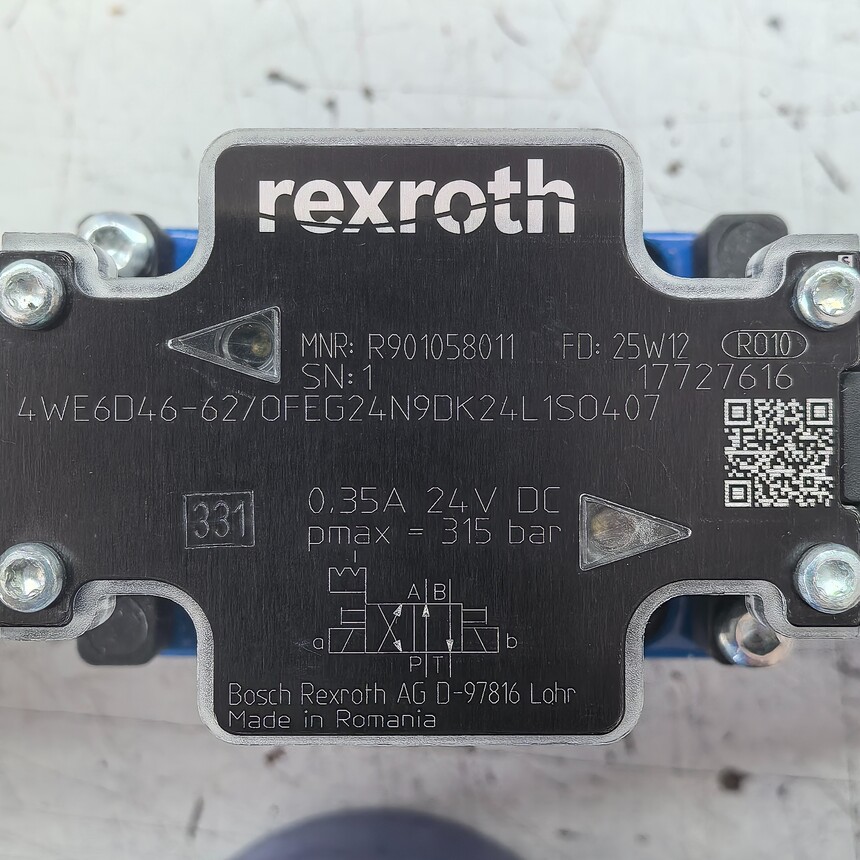 rexroth
MNR: R901058011 FD: 25W12 RO10
SN: 1 17727616
4WE6D46-62/OFEG24N9DK24L1SO407
331
0,35A 24V DC
pmax = 315 bar
A B
a b
P T
Bosch Rexroth AG D-97816 Lohr
Made in Romania